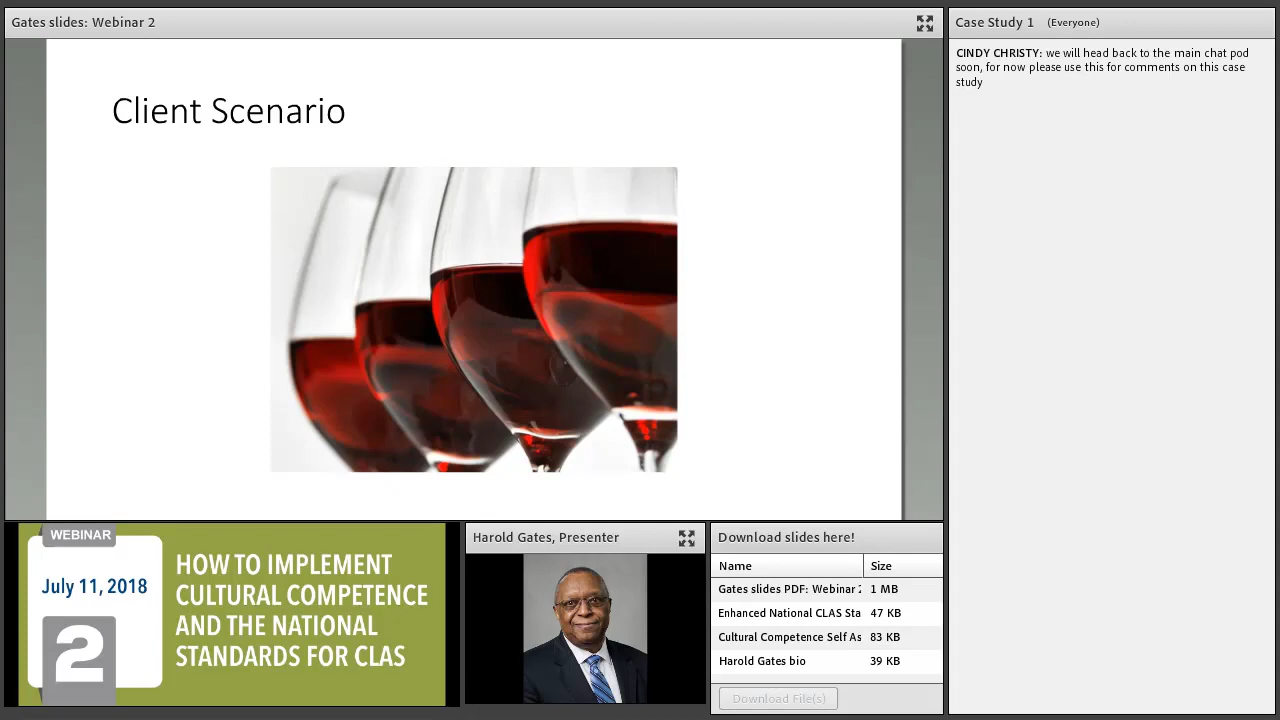 Gates slides: Webinar 2
Client Scenario
Case Study 1 (Everyone)
CINDY CHRISTY: we will head back to the main chat pod
soon, for now please use this for comments on this case
study
WEBINAR
July 11, 2018
2
HOW TO IMPLEMENT
CULTURAL COMPETENCE
AND THE NATIONAL
STANDARDS FOR CLAS
Harold Gates, Presenter
Download slides here!
Name Size
Gates slides PDF: Webinar 2 1 MB
Enhanced National CLAS Sta 47 KB
Cultural Competence Self As 83 KB
Harold Gates bio 39 KB
Download File(s)